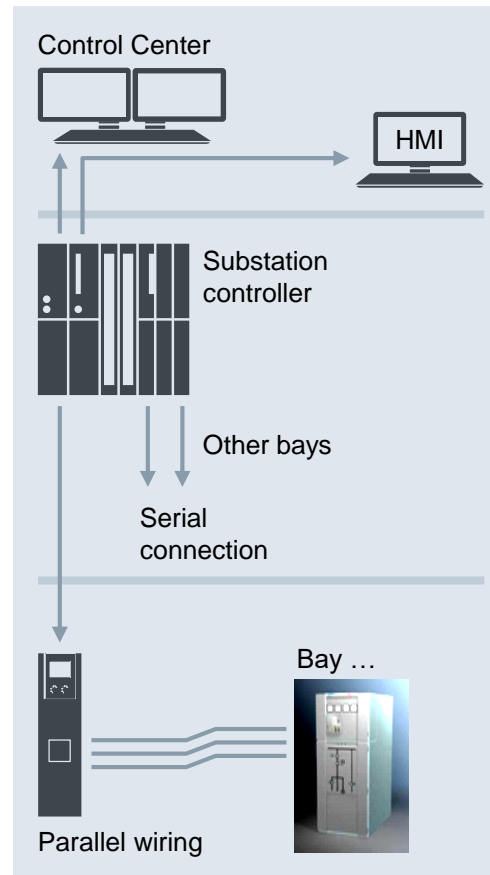 Control Center
HMI
Substation
controller
Other bays
Serial
connection
Bay ...
Parallel wiring